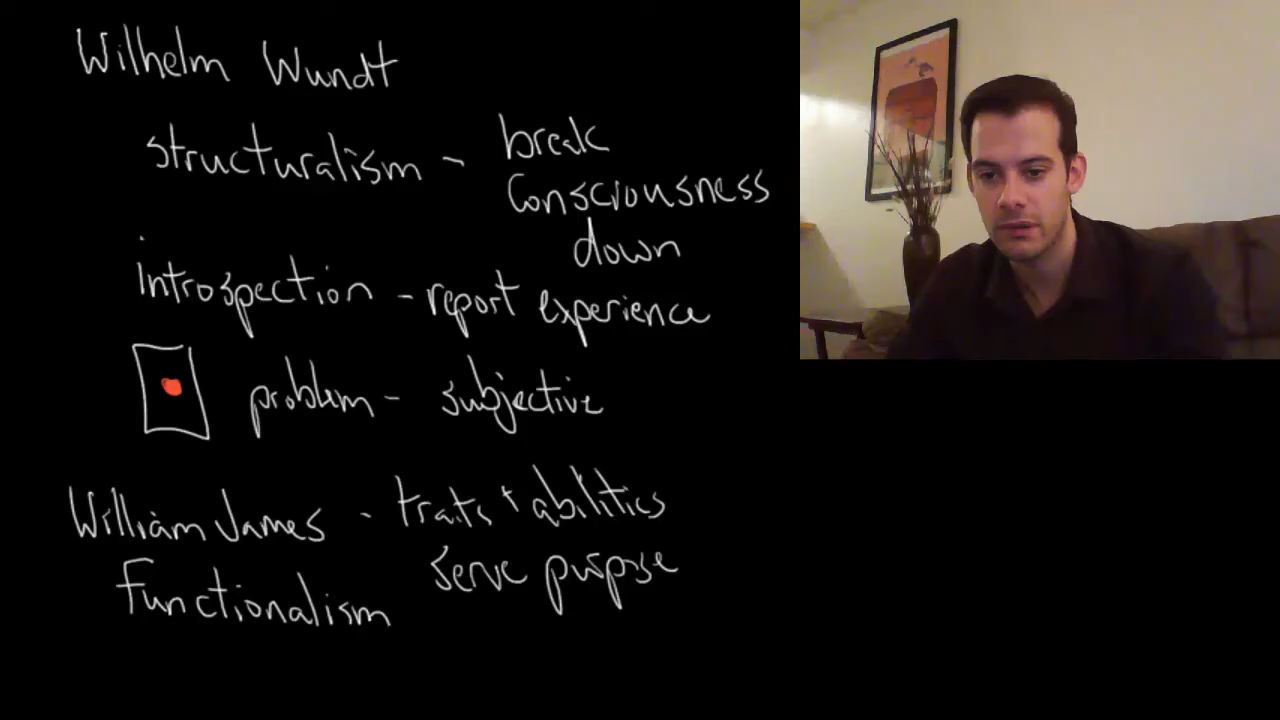 Wilhelm Wundt
structuralism - break
consciousness
down
introspection - report experience
problem - subjective
William James - traits + abilities
Functionalism serve purpose